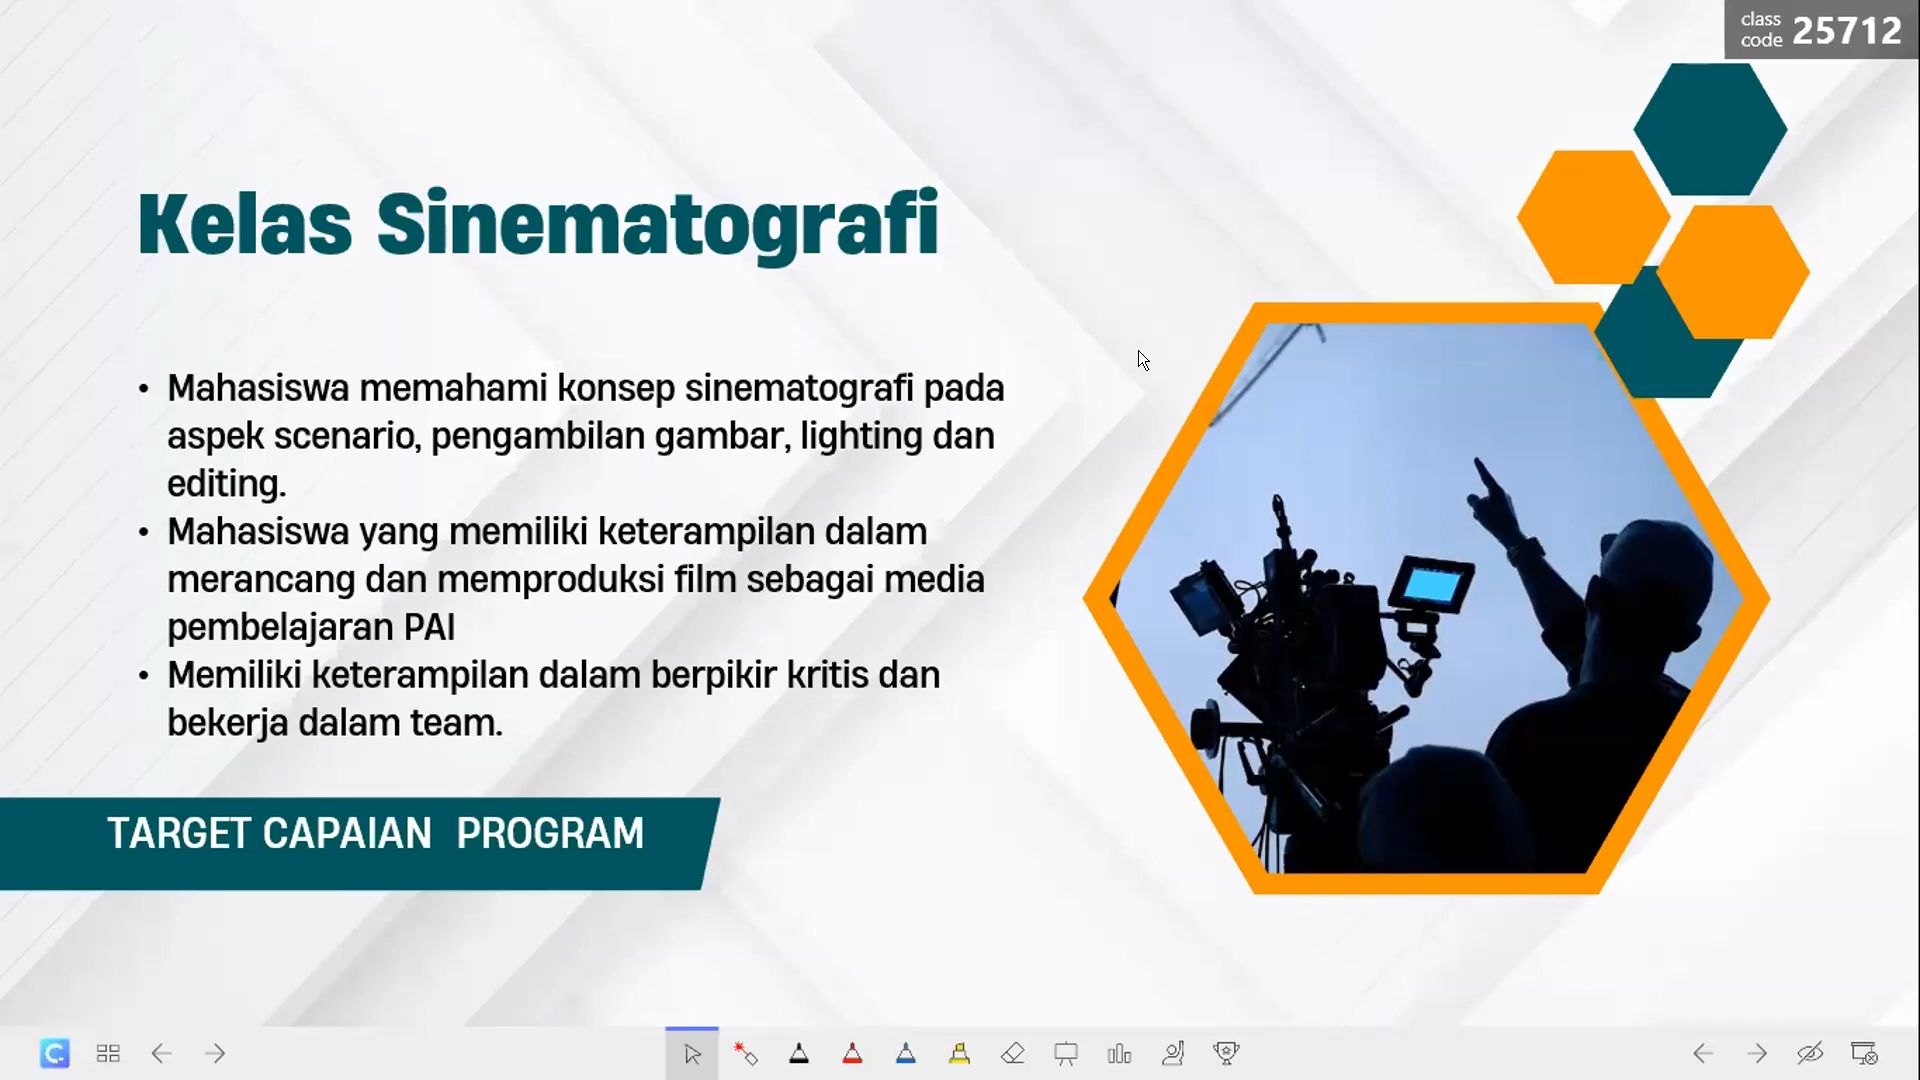 class
code 25712
Kelas Sinematografi
• Mahasiswa memahami konsep sinematografi pada
aspek scenario, pengambilan gambar, lighting dan
editing.
• Mahasiswa yang memiliki keterampilan dalam
merancang dan memproduksi film sebagai media
pembelajaran PAI
• Memiliki keterampilan dalam berpikir kritis dan
bekerja dalam team.
TARGET CAPAIAN PROGRAM